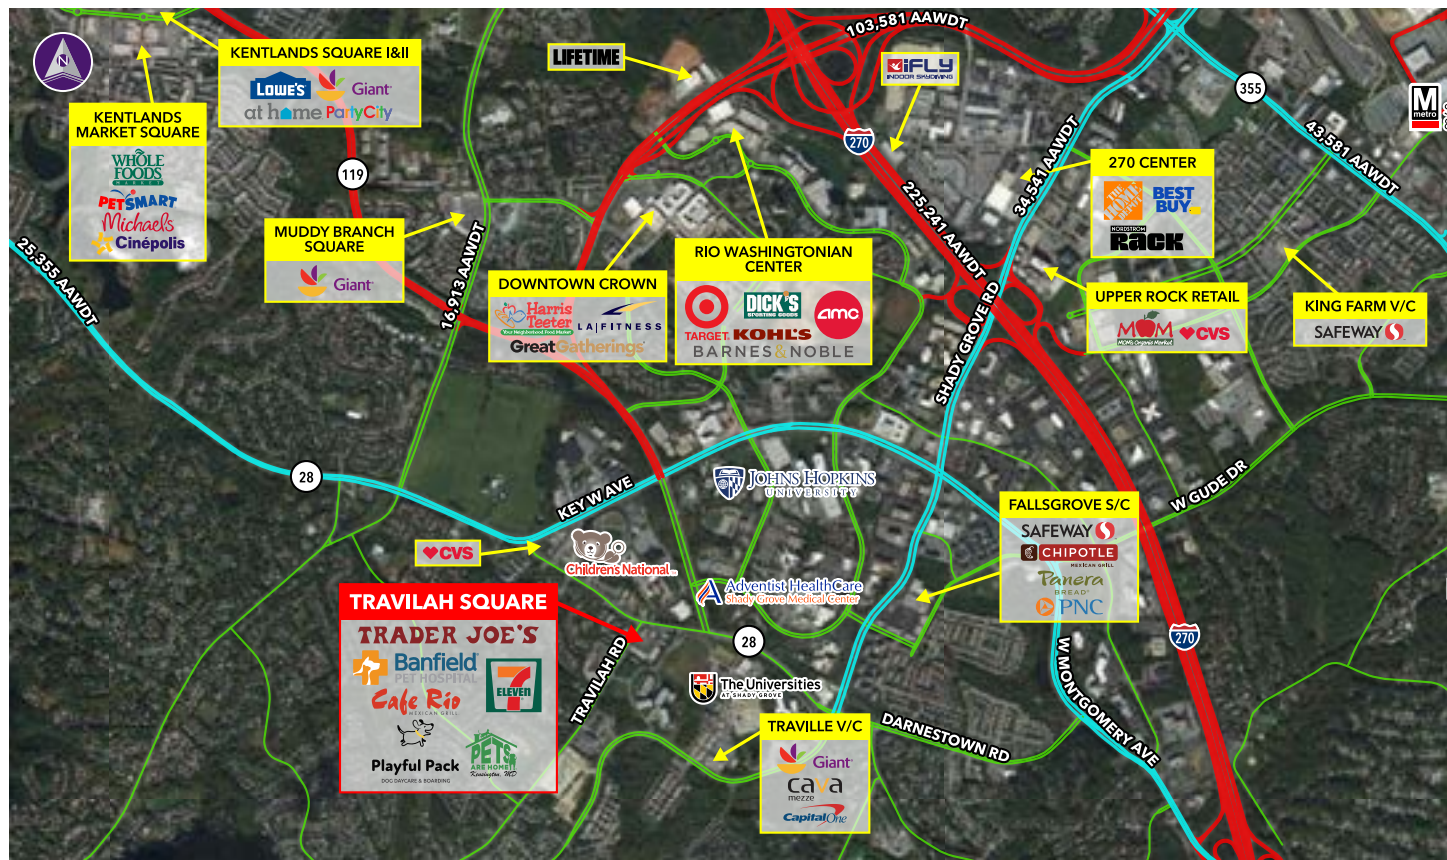 N
KENTLANDS SQUARE I&II
LOWE'S
Giant
at home
PartyCity
KENTLANDS
MARKET SQUARE
WHOLE
FOODS
MARKET
PETSMART
Michaels
Cinépolis
119
MUDDY BRANCH
SQUARE
Giant
25,355 AAWDT
16,913 AAWDT
28
LIFETIME
103,581 AAWDT
iFLY
INDOOR SKYDIVING
270
355
M
metro
43,581 AAWDT
34,541 AAWDT
225,241 AAWDT
270 CENTER
THE HOME DEPOT
BEST
BUY
NORDSTROM
RACK
DOWNTOWN CROWN
Harris
Teeter
Your Neighborhood Food Market
LA|FITNESS
GreatGatherings
RIO WASHINGTONIAN
CENTER
TARGET
DICK'S
SPORTING GOODS
KOHL'S
amc
BARNES&NOBLE
UPPER ROCK RETAIL
MOM
MOM's Organic Market
CVS
KING FARM V/C
SAFEWAY
SHADY GROVE RD
KEY W AVE
JOHNS HOPKINS
UNIVERSITY
W GUDE DR
FALLSGROVE S/C
SAFEWAY
CHIPOTLE
MEXICAN GRILL
Panera
BREAD
PNC
CVS
Children's National
Adventist HealthCare
Shady Grove Medical Center
TRAVILAH SQUARE
TRADER JOE'S
Banfield
PET HOSPITAL
7
ELEVEN
Cafe Rio
MEXICAN GRILL
Playful Pack
DOG DAYCARE & BOARDING
PETS
ARE HOME!
Kensington, MD
TRAVILAH RD
28
The Universities
AT SHADY GROVE
TRAVILLE V/C
Giant
cava
mezze
Capital One
DARNESTOWN RD
W MONTGOMERY AVE
270